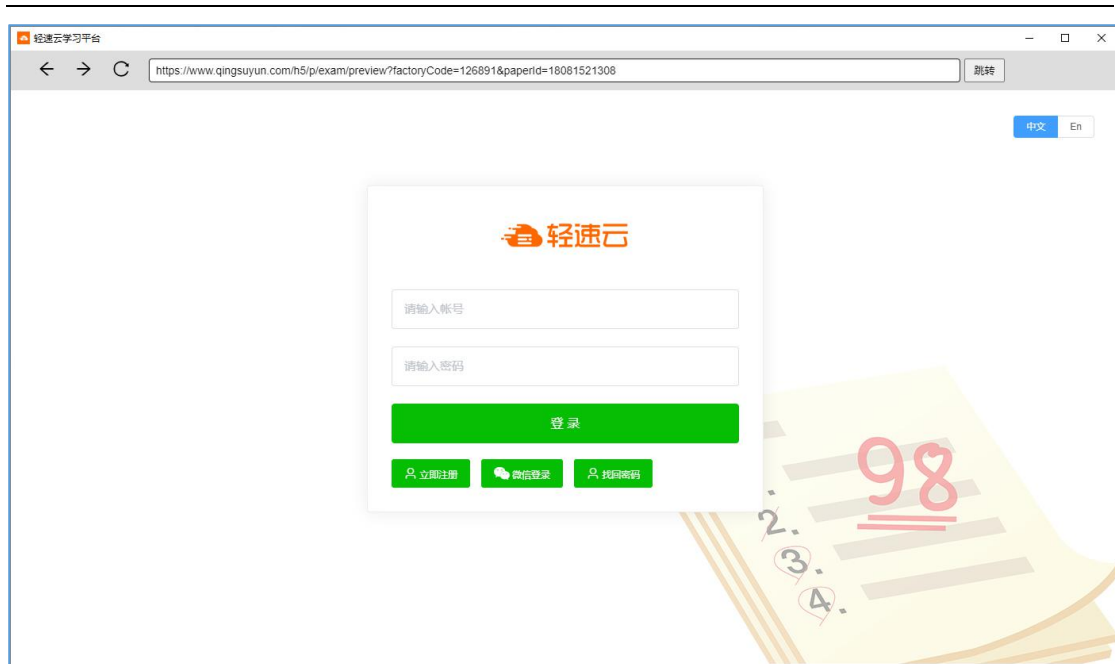 轻速云学习平台
https://www.qingsuyun.com/h5/p/exam/preview?factoryCode=126891&paperId=18081521308 跳转
中文 En
轻速云
请输入帐号
请输入密码
登录
立即注册 微信登录 找回密码
98
2.
3.
4.